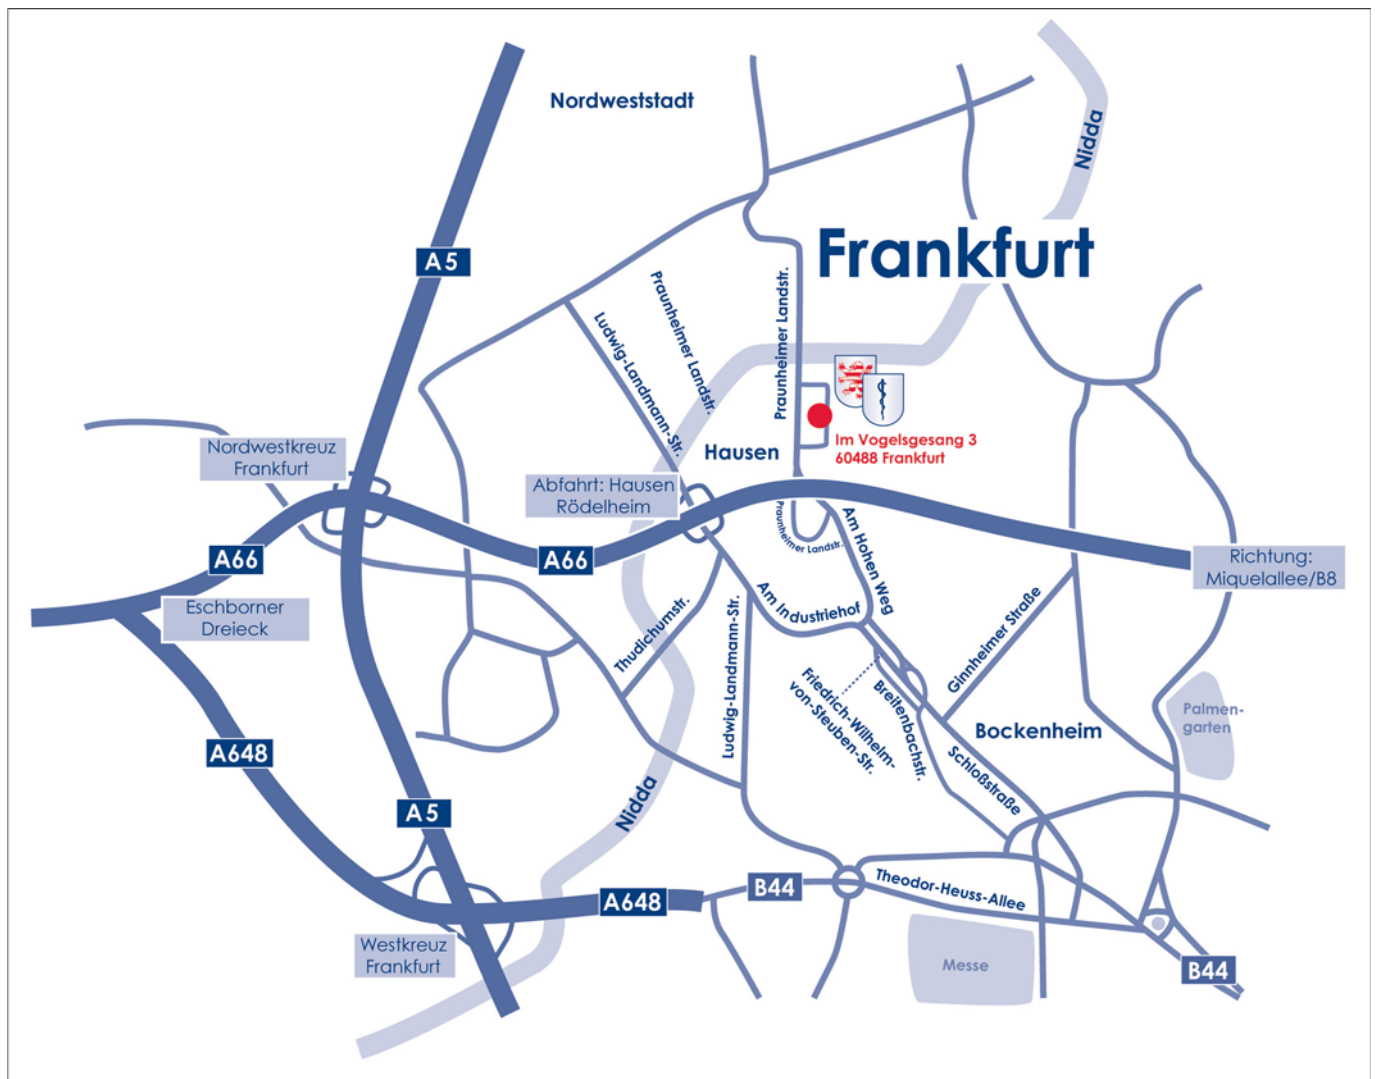 Nordweststadt
Nidda
Frankfurt
A5
Praunheimer Landstr.
Praunheimer Landstr.
Ludwig-Landmann-Str.
Im Vogelsgesang 3
60488 Frankfurt
Hausen
Nordwestkreuz
Frankfurt
Abfahrt: Hausen
Rödelheim
Praunheimer Landstr.
Am Hohen Weg
A66
A66
Richtung:
Miquelallee/B8
Eschborner
Dreieck
Am Industriehof
Thudichumstr.
Ludwig-Landmann-Str.
Ginnheimer Straße
Friedrich-Wilhelm-
von-Steuben-Str.
Breitenbachstr.
Bockenheim
Palmen-
garten
A648
Schloßstraße
Nidda
A5
Theodor-Heuss-Allee
B44
A648
Westkreuz
Frankfurt
Messe
B44